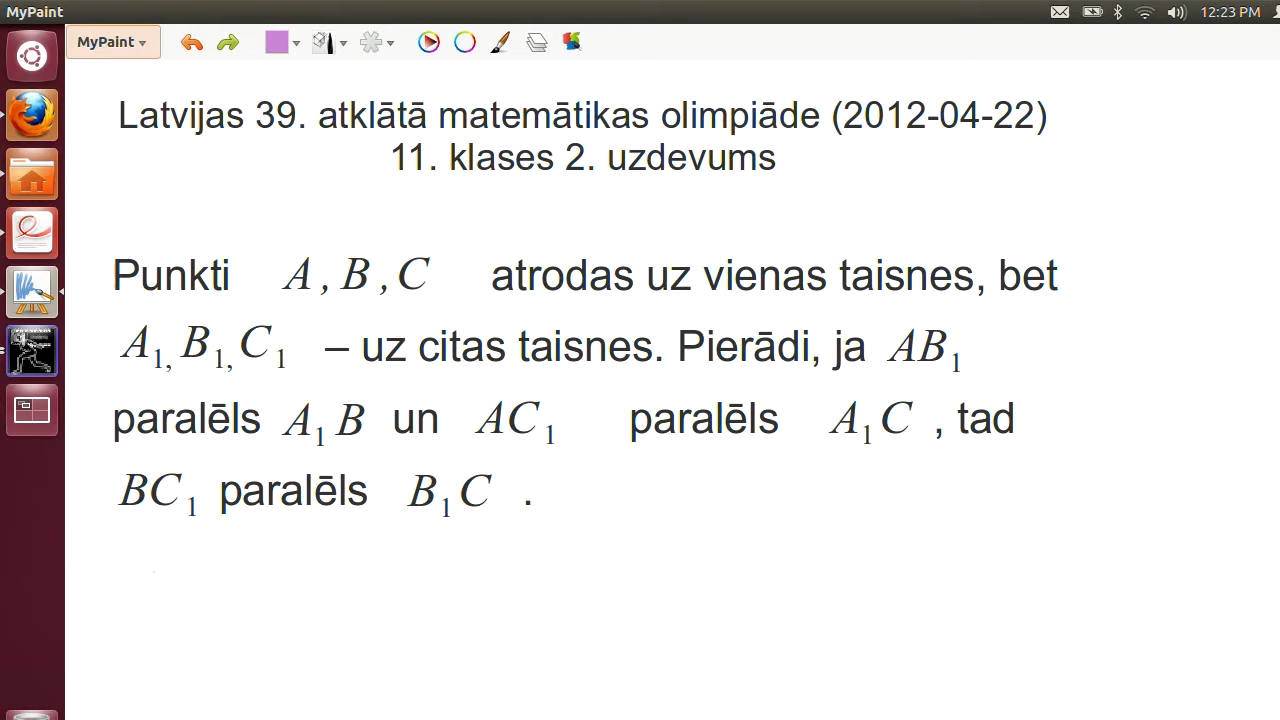 MyPaint
12:23 PM
MyPaint
Latvijas 39. atklātā matemātikas olimpiāde (2012-04-22)
11. klases 2. uzdevums
Punkti A , B , C atrodas uz vienas taisnes, bet
A₁, B₁, C₁ – uz citas taisnes. Pierādi, ja AB₁
paralēls A₁B un AC₁ paralēls A₁C , tad
BC₁ paralēls B₁C .